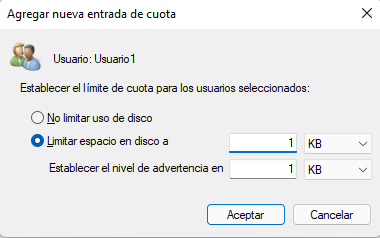 Agregar nueva entrada de cuota
Usuario: Usuario1
Establecer el límite de cuota para los usuarios seleccionados:
No limitar uso de disco
Limitar espacio en disco a 1 KB
Establecer el nivel de advertencia en 1 KB
Aceptar Cancelar